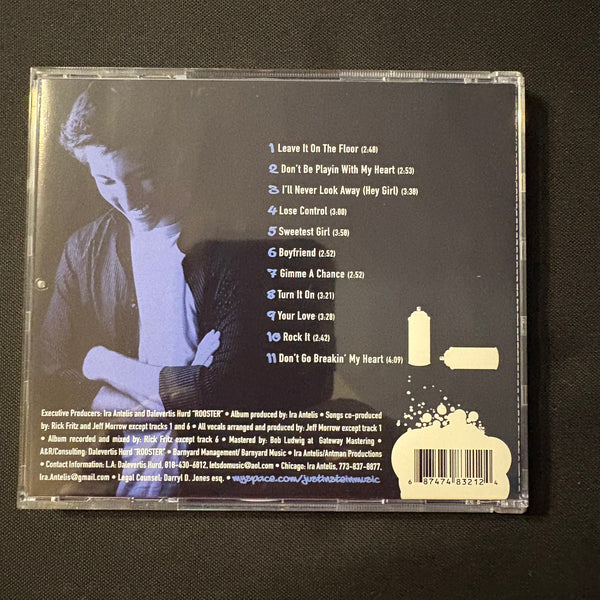 1 Leave It On The Floor (2:48)
2 Don't Be Playin With My Heart (2:53)
3 I'll Never Look Away (Hey Girl) (3:30)
4 Lose Control (3:00)
5 Sweetest Girl (3:50)
6 Boyfriend (2:52)
7 Gimme A Chance (2:52)
8 Turn It On (3:21)
9 Your Love (3:20)
10 Rock It (2:42)
11 Don't Go Breakin' My Heart (4:09)
Executive Producers: Ira Antelis and Dalevertis Hurd "ROOSTER" • Album produced by: Ira Antelis • Songs co-produced
by: Rick Fritz and Jeff Morrow except tracks 1 and 6 • All vocals arranged and produced by: Jeff Morrow except track 1
• Album recorded and mixed by: Rick Fritz except track 6 • Mastered by: Bob Ludwig at Gateway Mastering •
A&R/Consulting: Dalevertis Hurd "ROOSTER" • Barnyard Management/ Barnyard Music • Ira Antelis/Antman Productions
• Contact Information: L.A. Dalevertis Hurd, 818-430-6812, letsdomusic@aol.com • Chicago: Ira Antelis, 773-837-8877,
Ira.Antelis@gmail.com • Legal Counsel: Darryl D. Jones esq. • myspace.com/justinsteinmusic
6 87474 83212 4